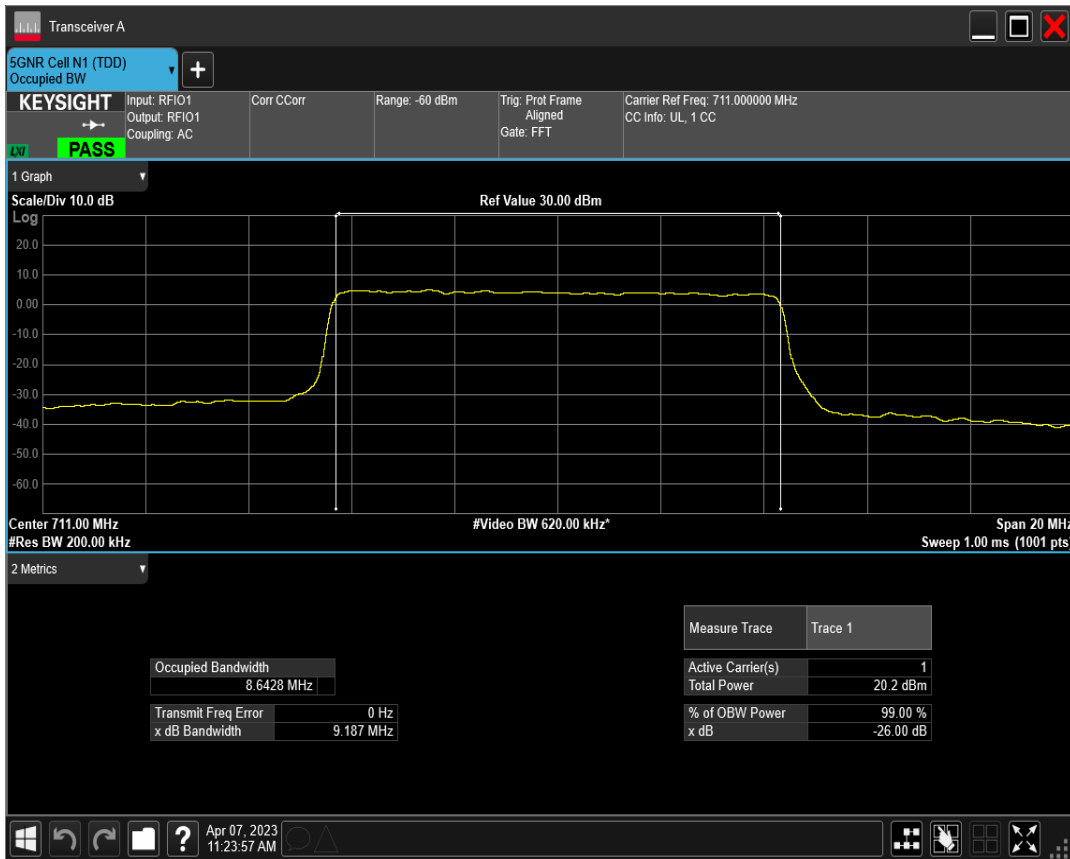 Transceiver A
5GNR Cell N1 (TDD)
Occupied BW
+
KEYSIGHT
LXI
PASS
Input: RFIO1
Output: RFIO1
Coupling: AC
Corr CCorr
Range: -60 dBm
Trig: Prot Frame
Aligned
Gate: FFT
Carrier Ref Freq: 711.000000 MHz
CC Info: UL, 1 CC
1 Graph
Scale/Div 10.0 dB
Ref Value 30.00 dBm
Log
20.0
10.0
0.00
-10.0
-20.0
-30.0
-40.0
-50.0
-60.0
Center 711.00 MHz
#Video BW 620.00 kHz*
Span 20 MHz
#Res BW 200.00 kHz
Sweep 1.00 ms (1001 pts)
2 Metrics
Measure Trace Trace 1
Occupied Bandwidth
8.6428 MHz
Active Carrier(s) 1
Total Power 20.2 dBm
Transmit Freq Error 0 Hz
x dB Bandwidth 9.187 MHz
% of OBW Power 99.00 %
x dB -26.00 dB
?
Apr 07, 2023
11:23:57 AM